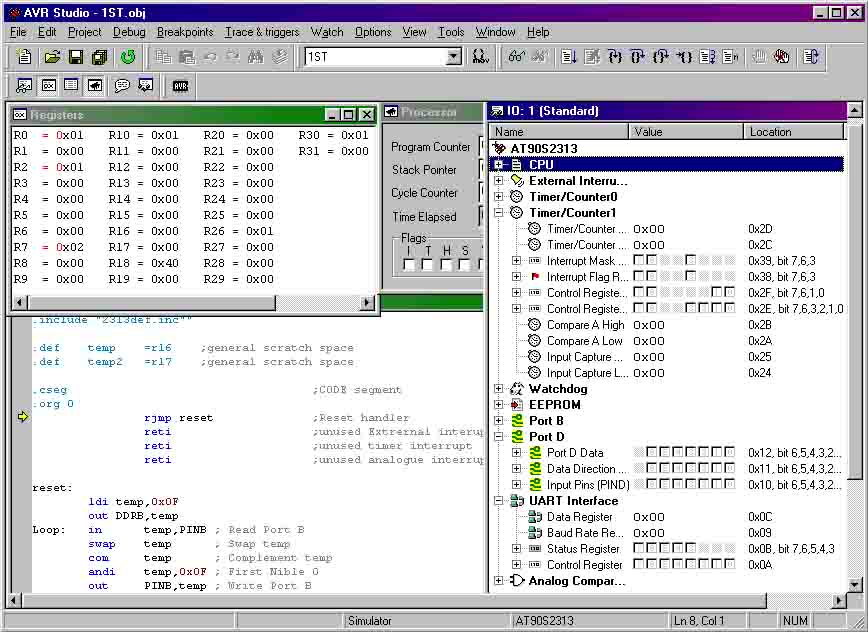 AVR Studio - 1ST.obj
File Edit Project Debug Breakpoints Trace & triggers Watch Options View Tools Window Help
1ST
AVR
Registers
R0 = 0x01 R10 = 0x01 R20 = 0x00 R30 = 0x01
R1 = 0x00 R11 = 0x00 R21 = 0x00 R31 = 0x00
R2 = 0x01 R12 = 0x00 R22 = 0x00
R3 = 0x00 R13 = 0x00 R23 = 0x00
R4 = 0x00 R14 = 0x00 R24 = 0x00
R5 = 0x00 R15 = 0x00 R25 = 0x00
R6 = 0x00 R16 = 0x00 R26 = 0x01
R7 = 0x02 R17 = 0x00 R27 = 0x00
R8 = 0x00 R18 = 0x40 R28 = 0x00
R9 = 0x00 R19 = 0x00 R29 = 0x00
Processor
Program Counter
Stack Pointer
Cycle Counter
Time Elapsed
Flags
I T H S
IO: 1 (Standard)
Name Value Location
AT90S2313
CPU
External Interru...
Timer/Counter0
Timer/Counter1
Timer/Counter ... 0x00 0x2D
Timer/Counter ... 0x00 0x2C
Interrupt Mask ... 0x39, bit 7,6,3
Interrupt Flag R... 0x38, bit 7,6,3
Control Registe... 0x2F, bit 7,6,1,0
Control Registe... 0x2E, bit 7,6,3,2,1,0
Compare A High 0x00 0x2B
Compare A Low 0x00 0x2A
Input Capture ... 0x00 0x25
Input Capture L... 0x00 0x24
Watchdog
EEPROM
Port B
Port D
Port D Data 0x12, bit 6,5,4,3,2...
Data Direction ... 0x11, bit 6,5,4,3,2...
Input Pins (PIND) 0x10, bit 6,5,4,3,2...
UART Interface
Data Register 0x00 0x0C
Baud Rate Re... 0x00 0x09
Status Register 0x0B, bit 7,6,5,4,3
Control Register 0x0A
Analog Compar...
.include "2313def.inc"
.def temp =r16 ;general scratch space
.def temp2 =r17 ;general scratch space
.cseg ;CODE segment
.org 0
rjmp reset ;Reset handler
reti ;unused Extrernal interup
reti ;unused timer interrupt
reti ;unused analogue interrup
reset:
ldi temp,0x0F
out DDRB,temp
Loop: in temp,PINB ; Read Port B
swap temp ; Swap temp
com temp ; Complement temp
andi temp,0x0F ; First Nible 0
out PINB,temp ; Write Port B
Simulator AT90S2313 Ln 8, Col 1 NUM